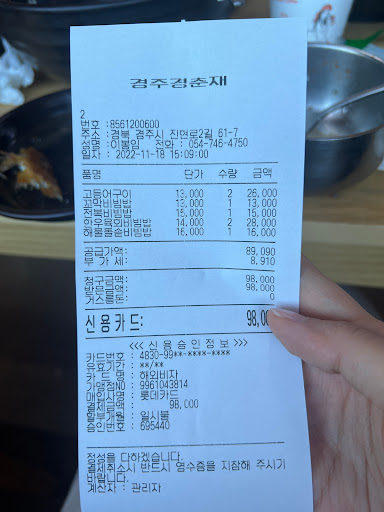 경주경춘재
2
번호 :8561200600
주소 :경북 경주시 진현로2길 61-7
성명 :이봉임 전화 : 054-746-4750
일자 : 2022-11-18 15:09:00
품명 단가 수량 금액
고등어구이 13,000 2 26,000
꼬막비빔밥 13,000 1 13,000
전복비빔밥 15,000 1 15,000
한우육회비빔밥 14,000 2 28,000
해물돌솥비빔밥 16,000 1 16,000
공급가액: 89,090
부 가 세: 8,910
청구금액: 98,000
받은금액: 98,000
거스름돈: 0
신용카드: 98,00
<<< 신 용 승 인 정 보 >>>
카드번호 : 4830-99**-****-****
유효기간 : **/**
카 드 명 : 해외비자
가맹점NO : 9961043814
매입사명 : 롯데카드
결제금액 : 98,000
할부개월 : 일시불
승인번호 : 695440
정성을 다하겠습니다.
결제취소시 반드시 영수증을 지참해 주시기
바랍니다.
계산자 : 관리자